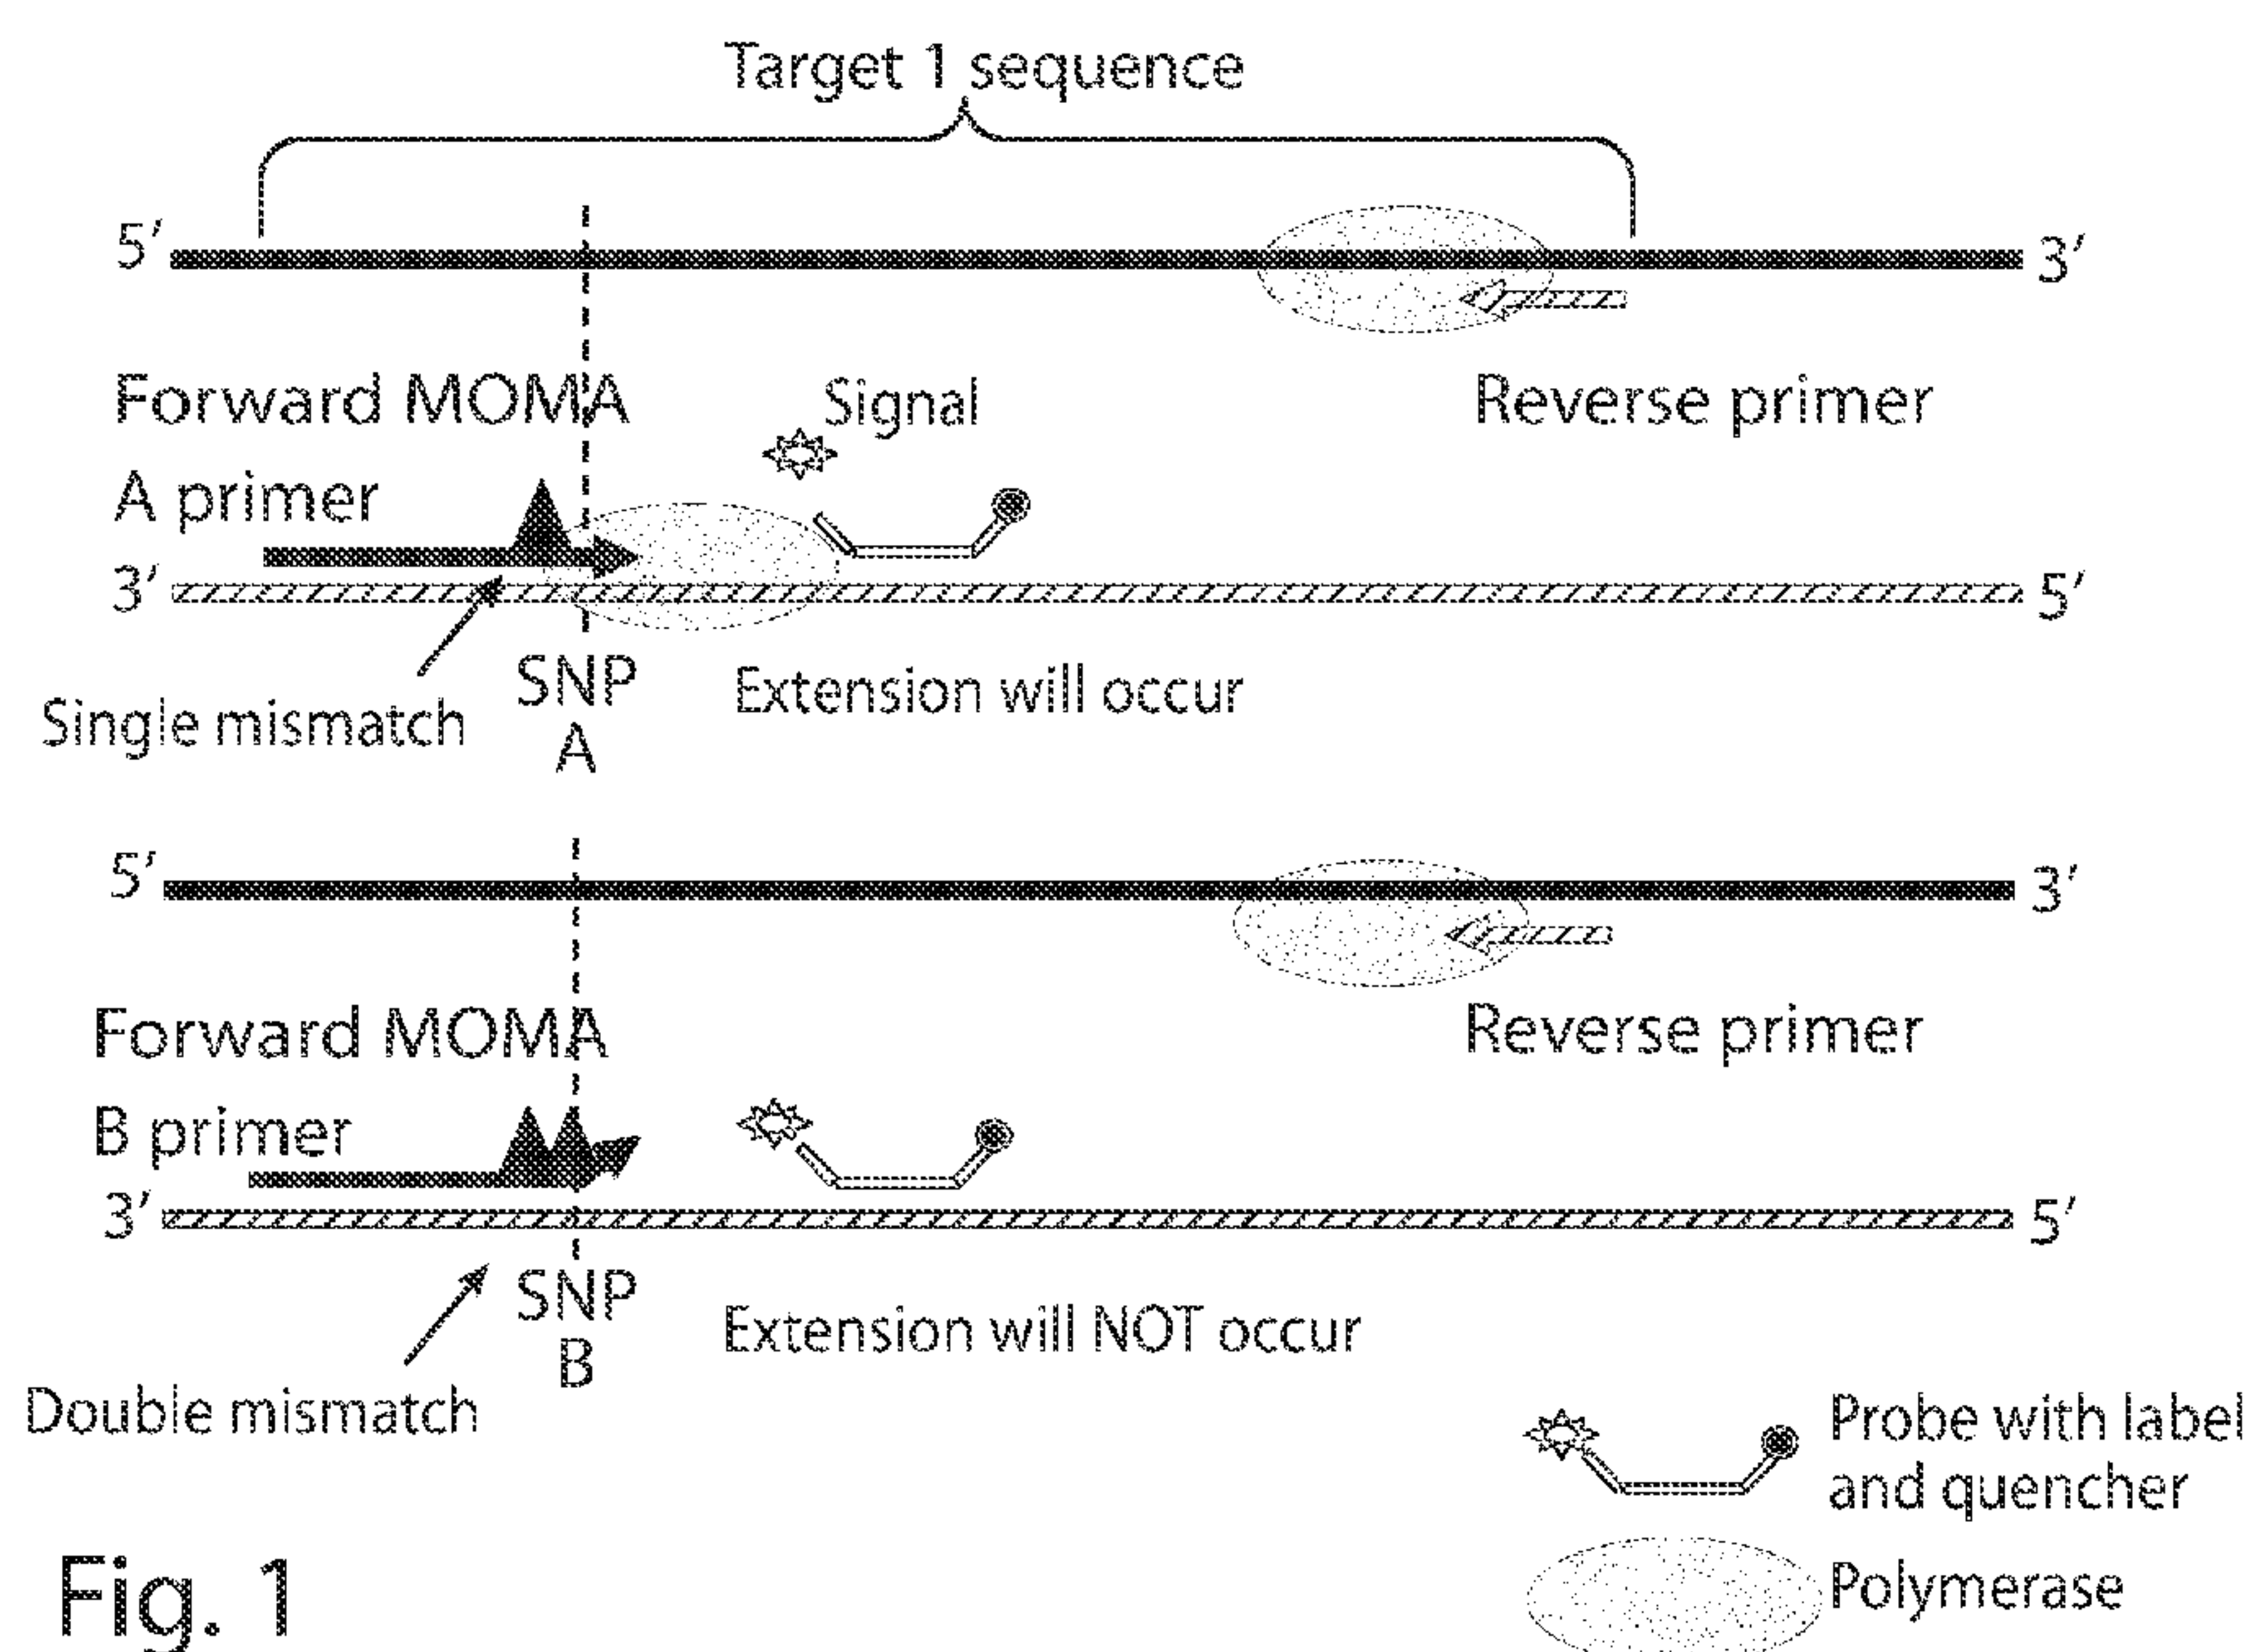 Target 1 sequence
5′
3′
Forward MOMA
Signal
Reverse primer
A primer
3′
5′
SNP
Extension will occur
Single mismatch
A
5′
3′
Forward MOMA
Reverse primer
B primer
3′
5′
SNP
Extension will NOT occur
B
Double mismatch
Probe with label
and quencher
Polymerase
Fig. 1